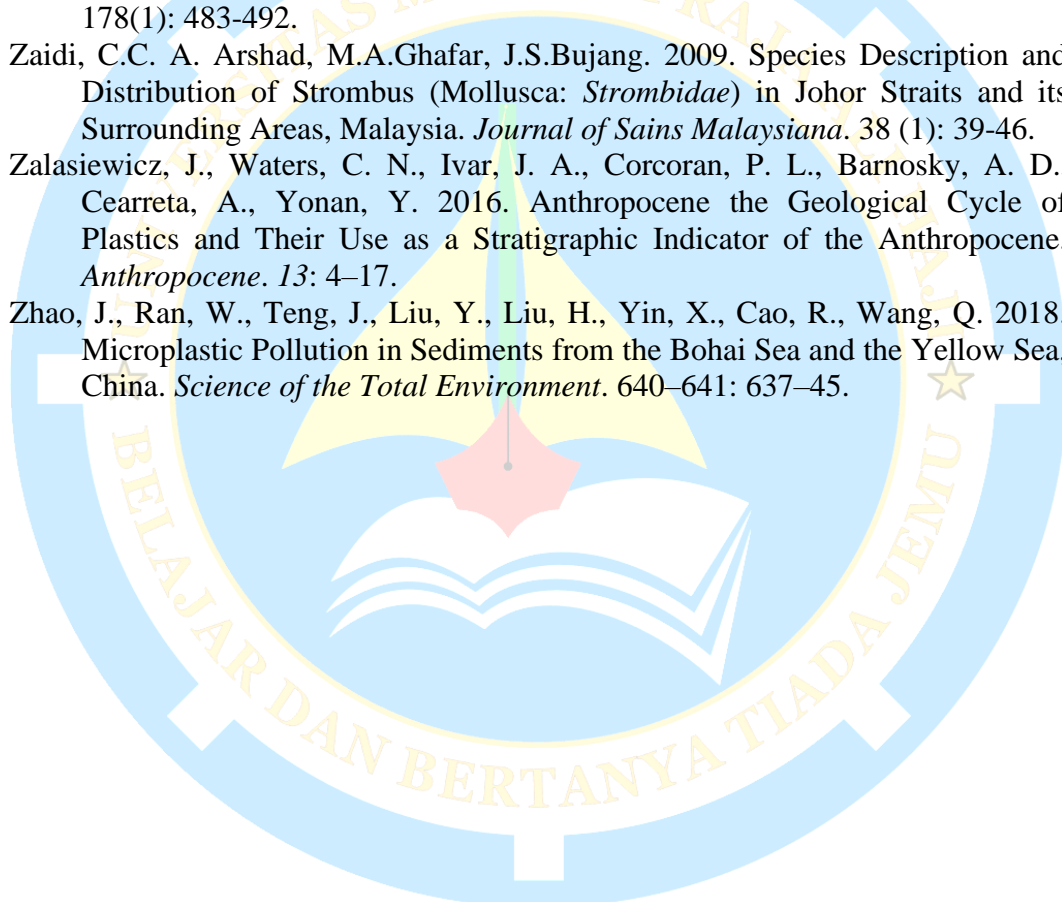 178(1): 483-492.
Zaidi, C.C. A. Arshad, M.A.Ghafar, J.S.Bujang. 2009. Species Description and
Distribution of Strombus (Mollusca: Strombidae) in Johor Straits and its
Surrounding Areas, Malaysia. Journal of Sains Malaysiana. 38 (1): 39-46.
Zalasiewicz, J., Waters, C. N., Ivar, J. A., Corcoran, P. L., Barnosky, A. D.,
Cearreta, A., Yonan, Y. 2016. Anthropocene the Geological Cycle of
Plastics and Their Use as a Stratigraphic Indicator of the Anthropocene.
Anthropocene. 13: 4–17.
Zhao, J., Ran, W., Teng, J., Liu, Y., Liu, H., Yin, X., Cao, R., Wang, Q. 2018.
Microplastic Pollution in Sediments from the Bohai Sea and the Yellow Sea,
China. Science of the Total Environment. 640–641: 637–45.
BELAJAR DAN BERTANYA TIADA JEMU